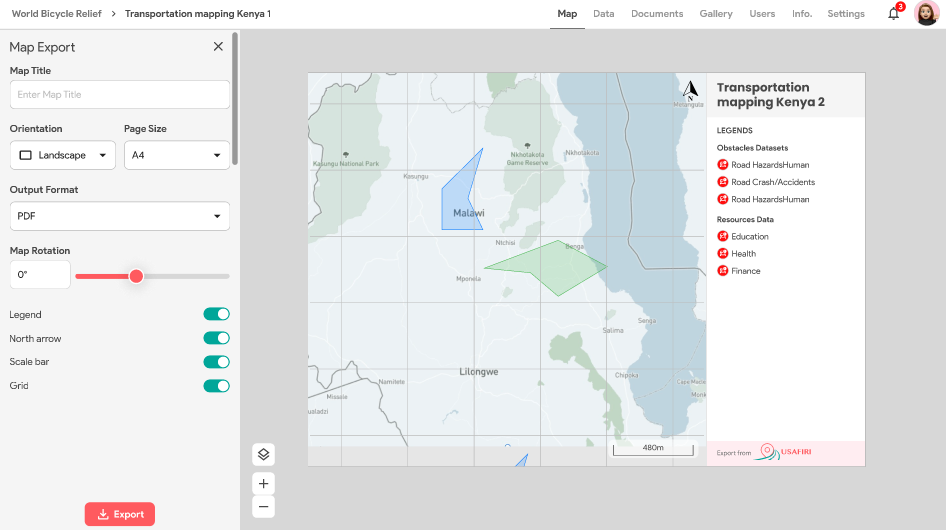 World Bicycle Relief > Transportation mapping Kenya 1
Map Data Documents Gallery Users Info. Settings 3
Map Export
Map Title
Enter Map Title
Orientation Page Size
Landscape A4
Output Format
PDF
Map Rotation
0°
Legend
North arrow
Scale bar
Grid
Export
N
Kasungu National Park
Kasungu
Nkhotakota
Game Reserve
Nkhotakota
Malawi
Ntchisi
Benga
Mponela
Senga
Salima
Lilongwe
Namitete
Chipoka
480m
Transportation
mapping Kenya 2
LEGENDS
Obstacles Datasets
Road HazardsHuman
Road Crash/Accidents
Road HazardsHuman
Resources Data
Education
Health
Finance
Export from USAFIRI